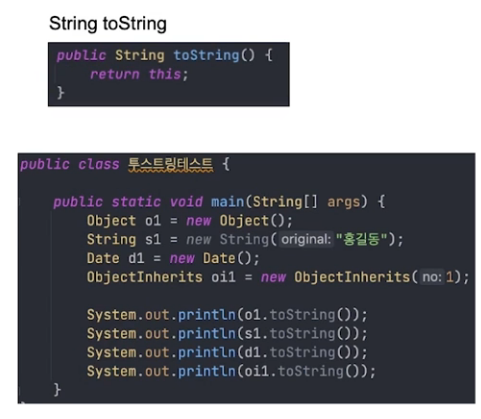 String toString
public String toString() {
return this;
}
public class 투스트링테스트 {
public static void main(String[] args) {
Object o1 = new Object();
String s1 = new String( original: "홍길동");
Date d1 = new Date();
ObjectInherits oi1 = new ObjectInherits( no: 1);
System.out.println(o1.toString());
System.out.println(s1.toString());
System.out.println(d1.toString());
System.out.println(oi1.toString());
}